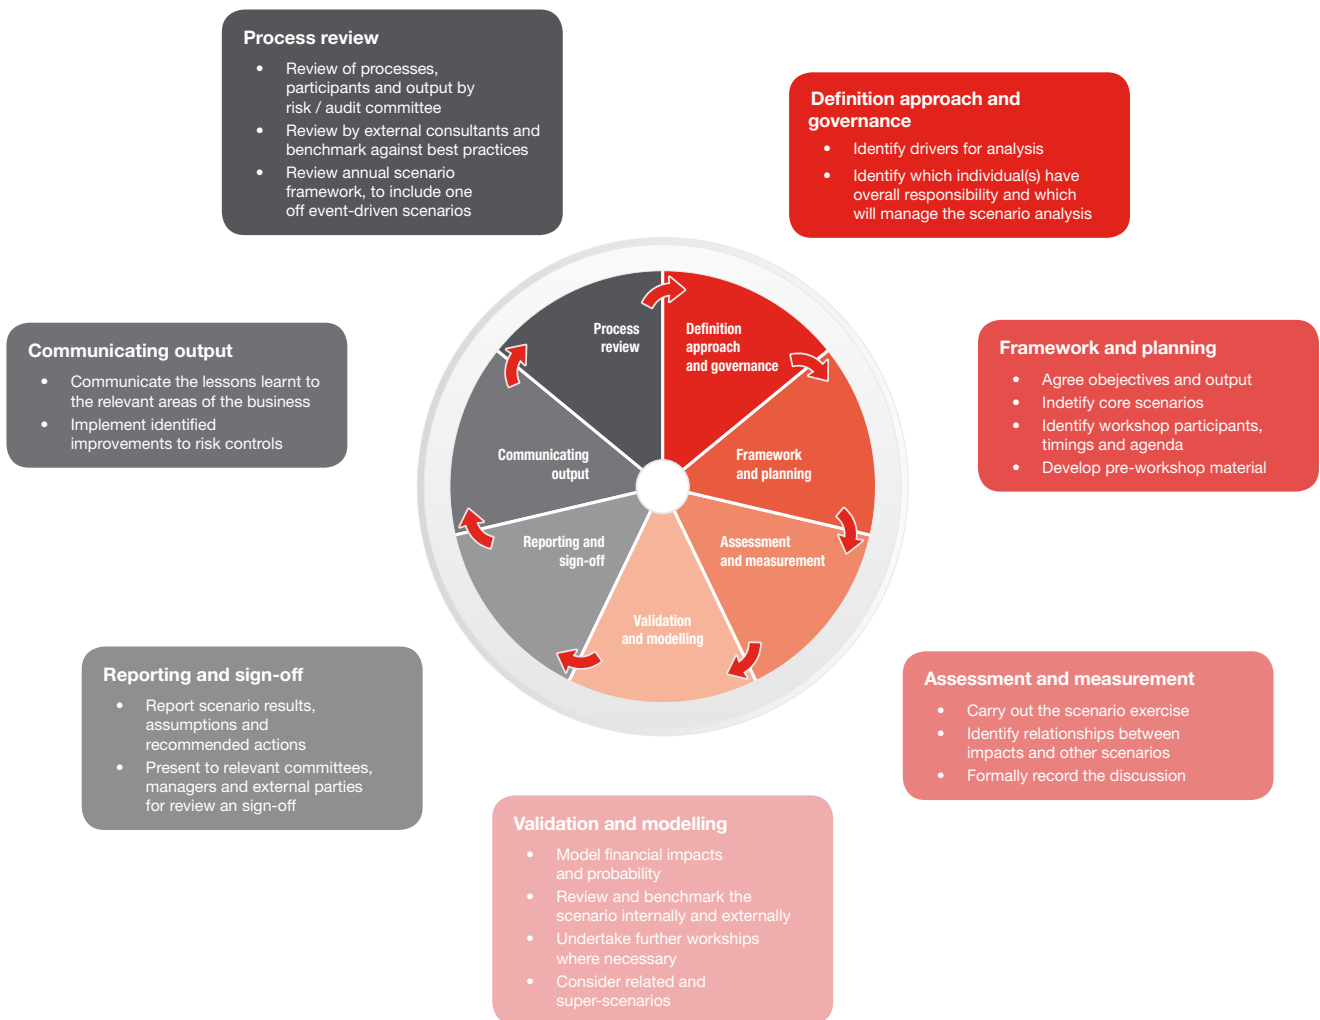 Process review
• Review of processes,
participants and output by
risk / audit committee
• Review by external consultants and
benchmark against best practices
• Review annual scenario
framework, to include one
off event-driven scenarios
Definition approach and
governance
• Identify drivers for analysis
• Identify which individual(s) have
overall responsibility and which
will manage the scenario analysis
Communicating output
• Communicate the lessons learnt to
the relevant areas of the business
• Implement identified
improvements to risk controls
Process
review
Definition
approach
and governance
Communicating
output
Framework
and planning
Reporting and
sign-off
Assessment
and measurement
Validation
and modelling
Framework and planning
• Agree obejectives and output
• Indetify core scenarios
• Identify workshop participants,
timings and agenda
• Develop pre-workshop material
Reporting and sign-off
• Report scenario results,
assumptions and
recommended actions
• Present to relevant committees,
managers and external parties
for review an sign-off
Assessment and measurement
• Carry out the scenario exercise
• Identify relationships between
impacts and other scenarios
• Formally record the discussion
Validation and modelling
• Model financial impacts
and probability
• Review and benchmark the
scenario internally and externally
• Undertake further workships
where necessary
• Consider related and
super-scenarios